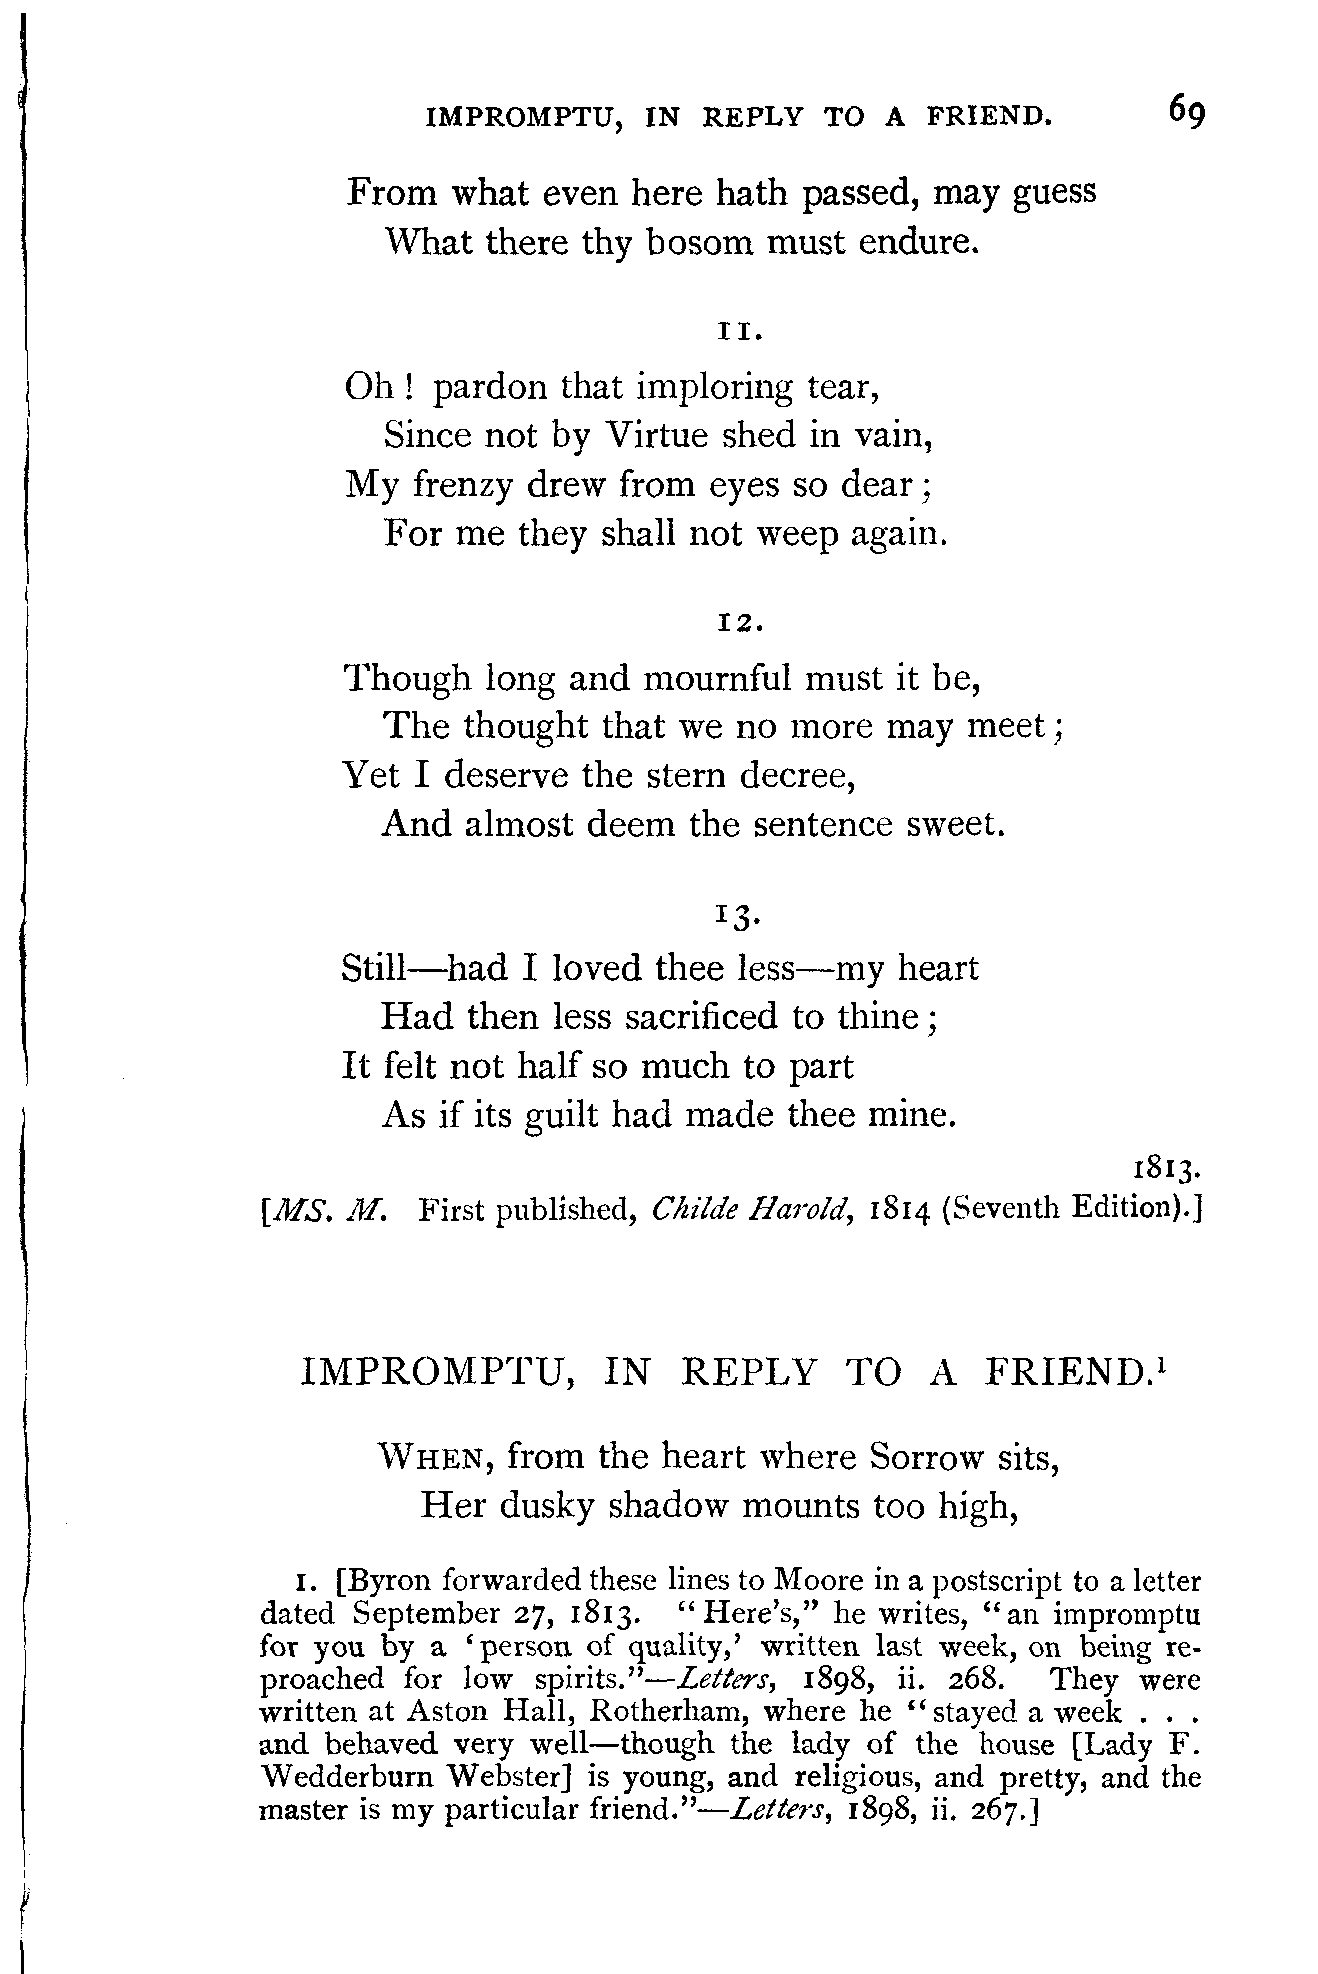 IMPROMPTU, IN REPLY TO A FRIEND. 69
From what even here hath passed, may guess
What there thy bosom must endure.
11.
Oh ! pardon that imploring tear,
Since not by Virtue shed in vain,
My frenzy drew from eyes so dear ;
For me they shall not weep again.
12.
Though long and mournful must it be,
The thought that we no more may meet ;
Yet I deserve the stern decree,
And almost deem the sentence sweet.
13.
Still—had I loved thee less—my heart
Had then less sacrificed to thine ;
It felt not half so much to part
As if its guilt had made thee mine.
1813.
[MS. M. First published, Childe Harold, 1814 (Seventh Edition).]
IMPROMPTU, IN REPLY TO A FRIEND.¹
WHEN, from the heart where Sorrow sits,
Her dusky shadow mounts too high,
1. [Byron forwarded these lines to Moore in a postscript to a letter
dated September 27, 1813. “Here's,” he writes, “an impromptu
for you by a ‘person of quality,’ written last week, on being re-
proached for low spirits.”—Letters, 1898, ii. 268. They were
written at Aston Hall, Rotherham, where he “stayed a week . . .
and behaved very well—though the lady of the house [Lady F.
Wedderburn Webster] is young, and religious, and pretty, and the
master is my particular friend.”—Letters, 1898, ii. 267.]